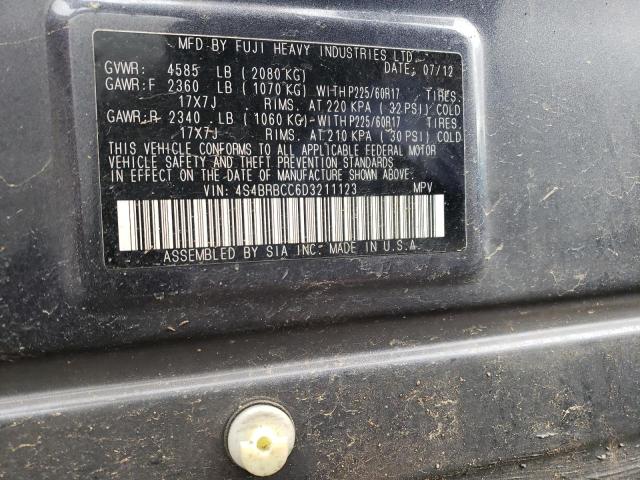 MFD BY FUJI HEAVY INDUSTRIES LTD.
GVWR: 4585 LB (2080 KG) DATE: 07/12
GAWR:F 2360 LB (1070 KG) WITH P225/60R17 TIRES.
17X7J RIMS. AT 220 KPA (32 PSI) COLD
GAWR:R 2340 LB (1060 KG)-WITH P225/60R17 TIRES.
17X7J RIMS. AT 210 KPA (30 PSI) COLD
THIS VEHICLE CONFORMS TO ALL APPLICABLE FEDERAL MOTOR
VEHICLE SAFETY AND THEFT PREVENTION STANDARDS
IN EFFECT ON THE DATE OF MANUFACTURE SHOWN ABOVE.
VIN: 4S4BRBCC6D3211123 MPV
ASSEMBLED BY SIA INC. MADE IN U.S.A.